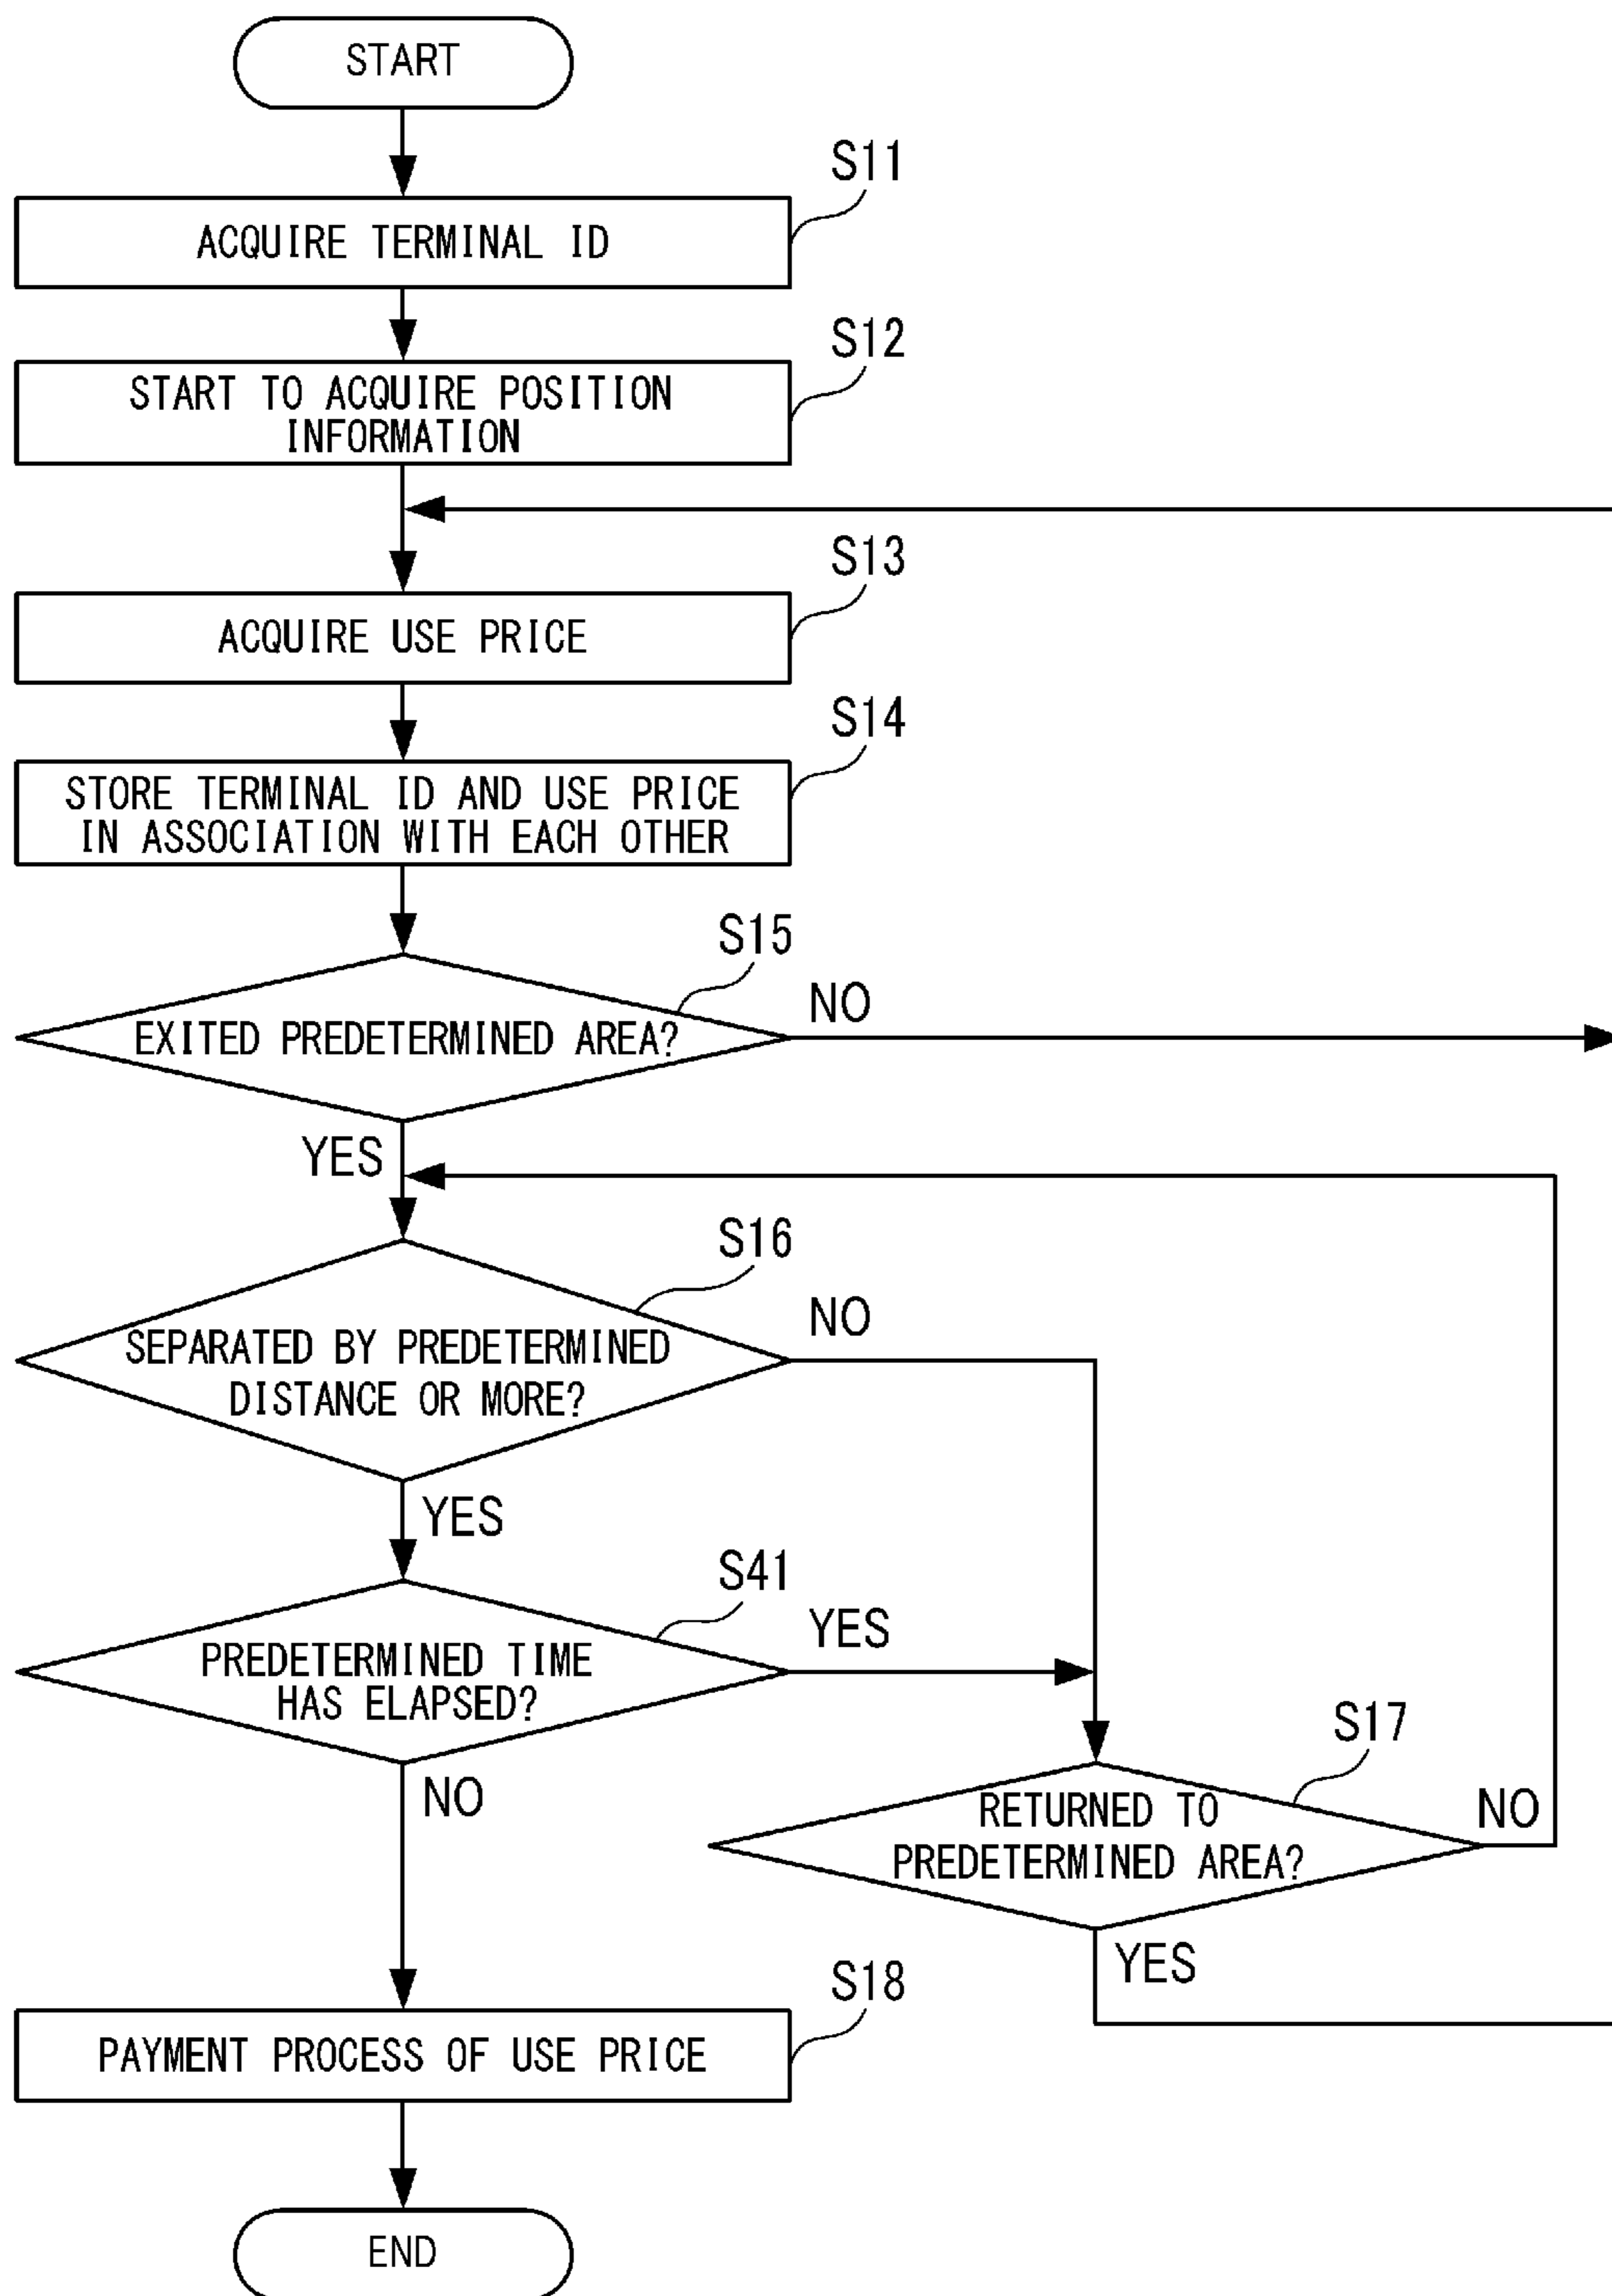 START
S11
ACQUIRE TERMINAL ID
S12
START TO ACQUIRE POSITION
INFORMATION
S13
ACQUIRE USE PRICE
S14
STORE TERMINAL ID AND USE PRICE
IN ASSOCIATION WITH EACH OTHER
S15
NO
EXITED PREDETERMINED AREA?
YES
S16
NO
SEPARATED BY PREDETERMINED
DISTANCE OR MORE?
YES
S41
YES
PREDETERMINED TIME
HAS ELAPSED?
S17
NO
RETURNED TO
NO
PREDETERMINED AREA?
YES
S18
PAYMENT PROCESS OF USE PRICE
END